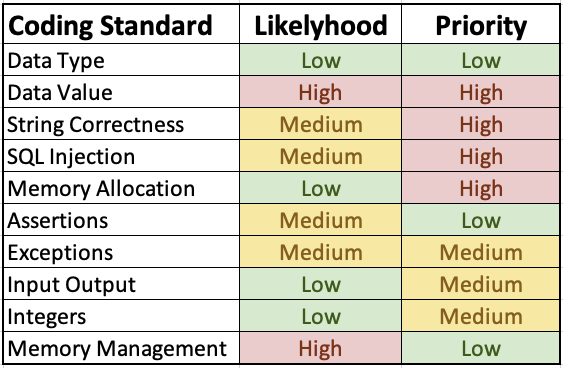 Coding Standard Likelyhood Priority
Data Type Low Low
Data Value High High
String Correctness Medium High
SQL Injection Medium High
Memory Allocation Low High
Assertions Medium Low
Exceptions Medium Medium
Input Output Low Medium
Integers Low Medium
Memory Management High Low